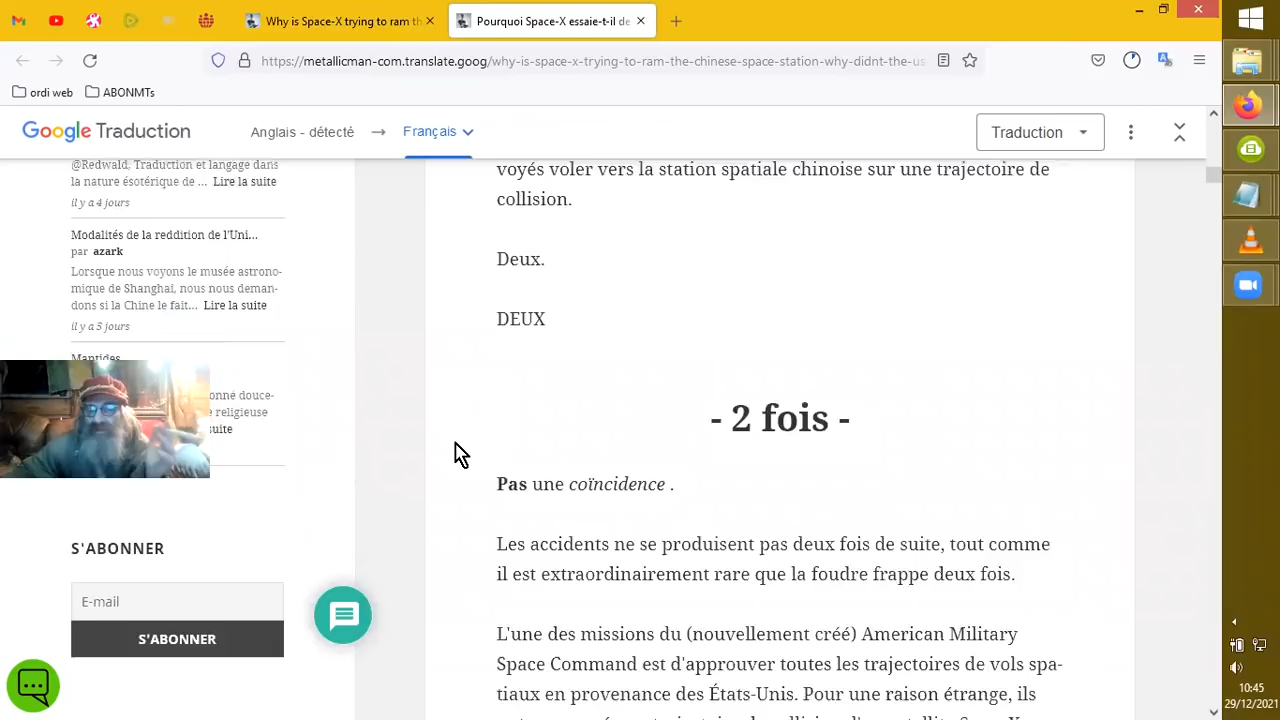 Why is Space-X trying to ram th
Pourquoi Space-X essaie-t-il de
https://metallicman-com.translate.goog/why-is-space-x-trying-to-ram-the-chinese-space-station-why-didnt-the-us
ordi web
ABONMTs
Google Traduction
Anglais - détecté
→
Français
Traduction
@Redwald, Traduction et langage dans
la nature ésotérique de ... Lire la suite
il y a 4 jours
Modalités de la reddition de l'Uni...
par azark
Lorsque nous voyons le musée astrono-
mique de Shanghaï, nous nous deman-
dons si la Chine le fait... Lire la suite
il y a 5 jours
Mantides
onné douce-
e religieuse
suite
S'ABONNER
E-mail
S'ABONNER
voyés voler vers la station spatiale chinoise sur une trajectoire de
collision.
Deux.
DEUX
- 2 fois -
Pas une coïncidence .
Les accidents ne se produisent pas deux fois de suite, tout comme
il est extraordinairement rare que la foudre frappe deux fois.
L'une des missions du (nouvellement créé) American Military
Space Command est d'approuver toutes les trajectoires de vols spa-
tiaux en provenance des États-Unis. Pour une raison étrange, ils
10:45
29/12/2021